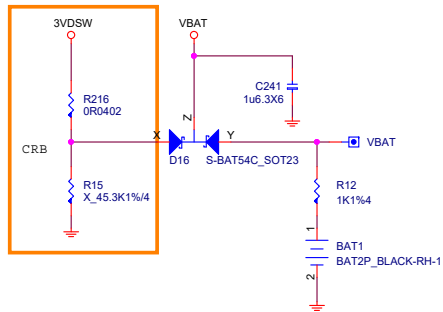 3VDSW
VBAT
R216
0R0402
C241
1u6.3X6
Z
CRB
X
Y
VBAT
D16
S-BAT54C_SOT23
R15
X_45.3K1%/4
R12
1K1%4
1
BAT1
BAT2P_BLACK-RH-1
2